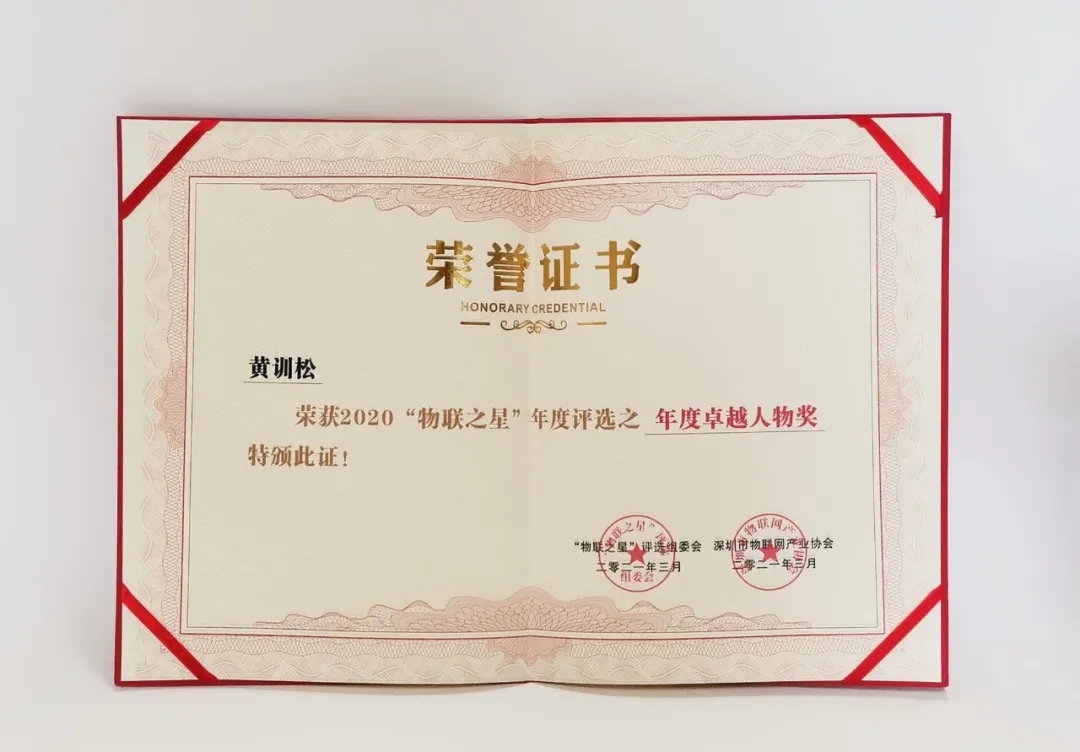 荣誉证书
HONORARY CREDENTIAL
黄训松
荣获2020“物联之星”年度评选之 年度卓越人物奖
特颁此证!
“物联之星”评选组委会 深圳市物联网产业协会
二零二一年三月 二零二一年三月
组委会